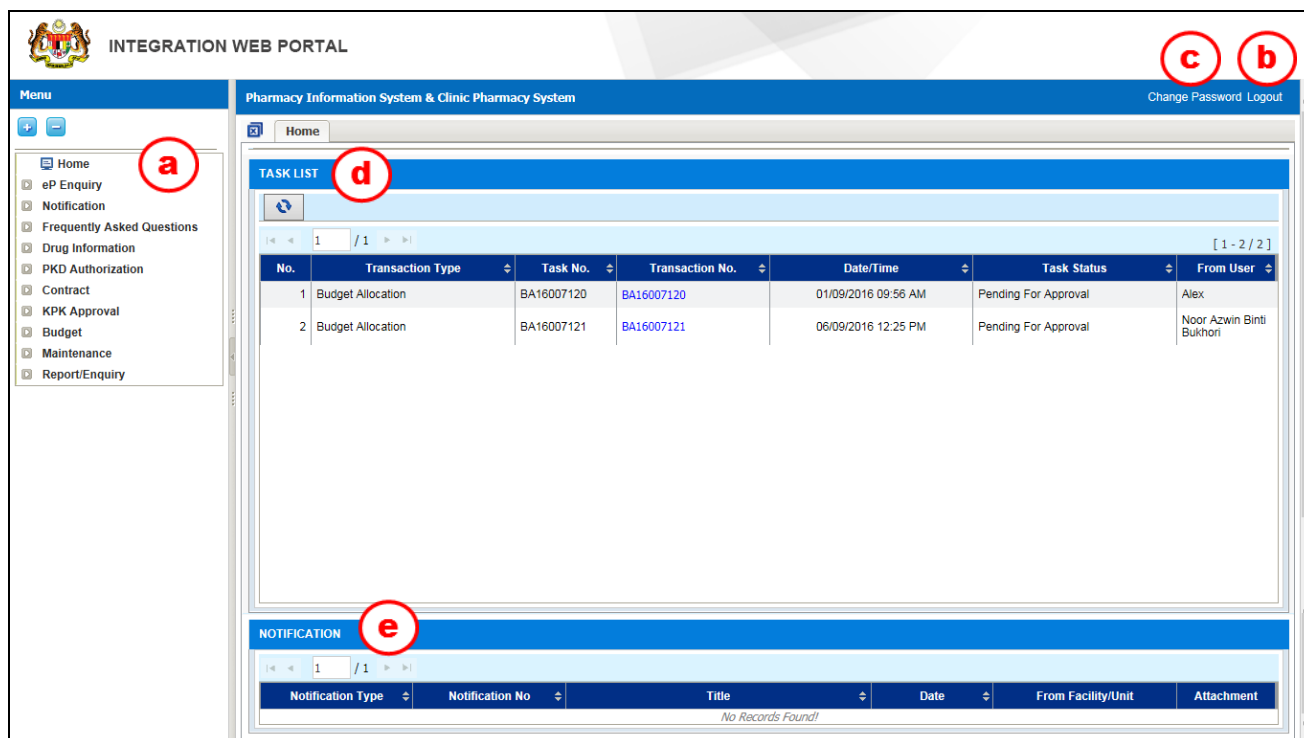 INTEGRATION WEB PORTAL
c b
Menu
Pharmacy Information System & Clinic Pharmacy System
Change Password Logout
Home
Home
a
eP Enquiry
Notification
Frequently Asked Questions
Drug Information
PKD Authorization
Contract
KPK Approval
Budget
Maintenance
Report/Enquiry
TASK LIST
d
1 / 1
[ 1 - 2 / 2 ]
No. Transaction Type Task No. Transaction No. Date/Time Task Status From User
1 Budget Allocation BA16007120 BA16007120 01/09/2016 09:56 AM Pending For Approval Alex
2 Budget Allocation BA16007121 BA16007121 06/09/2016 12:25 PM Pending For Approval Noor Azwin Binti
Bukhori
NOTIFICATION
e
1 / 1
Notification Type Notification No Title Date From Facility/Unit Attachment
No Records Found!